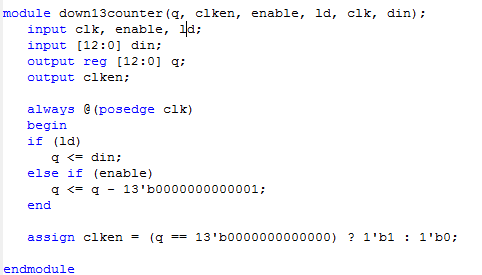 module down13counter(q, clken, enable, ld, clk, din);
input clk, enable, ld;
input [12:0] din;
output reg [12:0] q;
output clken;
always @(posedge clk)
begin
if (ld)
q <= din;
else if (enable)
q <= q - 13'b0000000000001;
end
assign clken = (q == 13'b0000000000000) ? 1'b1 : 1'b0;
endmodule